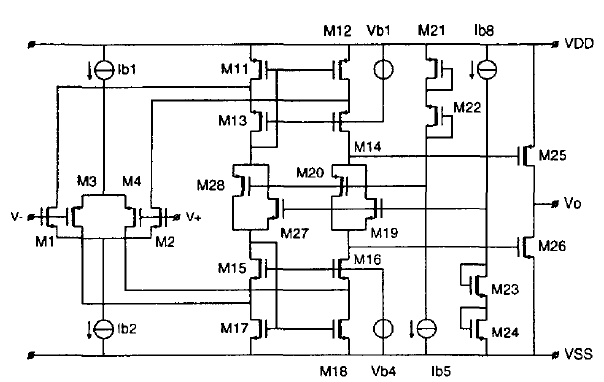 M12 Vb1 M21 Ib8
VDD
Ib1 M11
M22
M13
M14
M3 M4 M28 M20 M25
V- V+ Vo
M1 M2 M27 M19 M26
M15 M16
M23
Ib2 M17 M24
VSS
M18 Vb4 Ib5